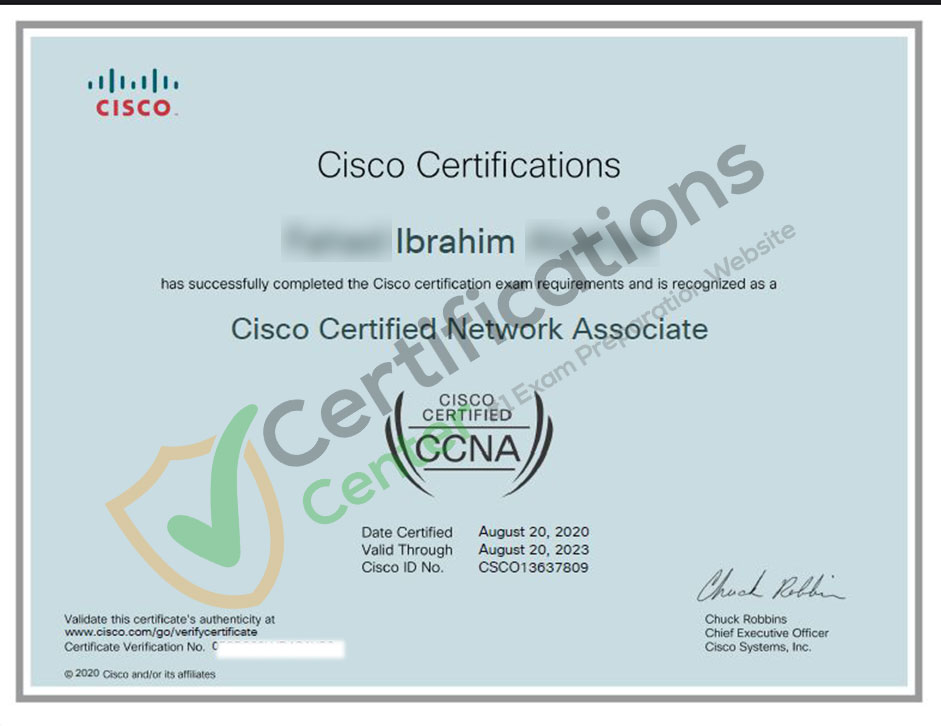 CISCO
Cisco Certifications
Ibrahim
has successfully completed the Cisco certification exam requirements and is recognized as a
Cisco Certified Network Associate
Certifications
Center
#1 Exam Preparation Website
CISCO
CERTIFIED
CCNA
Date Certified August 20, 2020
Valid Through August 20, 2023
Cisco ID No. CSCO13637809
Chuck Robbins
Validate this certificate's authenticity at
www.cisco.com/go/verifycertificate
Certificate Verification No.
Chuck Robbins
Chief Executive Officer
Cisco Systems, Inc.
© 2020 Cisco and/or its affiliates